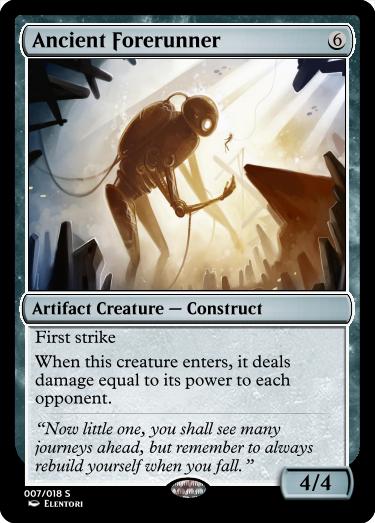 Ancient Forerunner
6
Artifact Creature — Construct
First strike
When this creature enters, it deals
damage equal to its power to each
opponent.
“Now little one, you shall see many
journeys ahead, but remember to always
rebuild yourself when you fall.”
4/4
007/018 S
Elentori